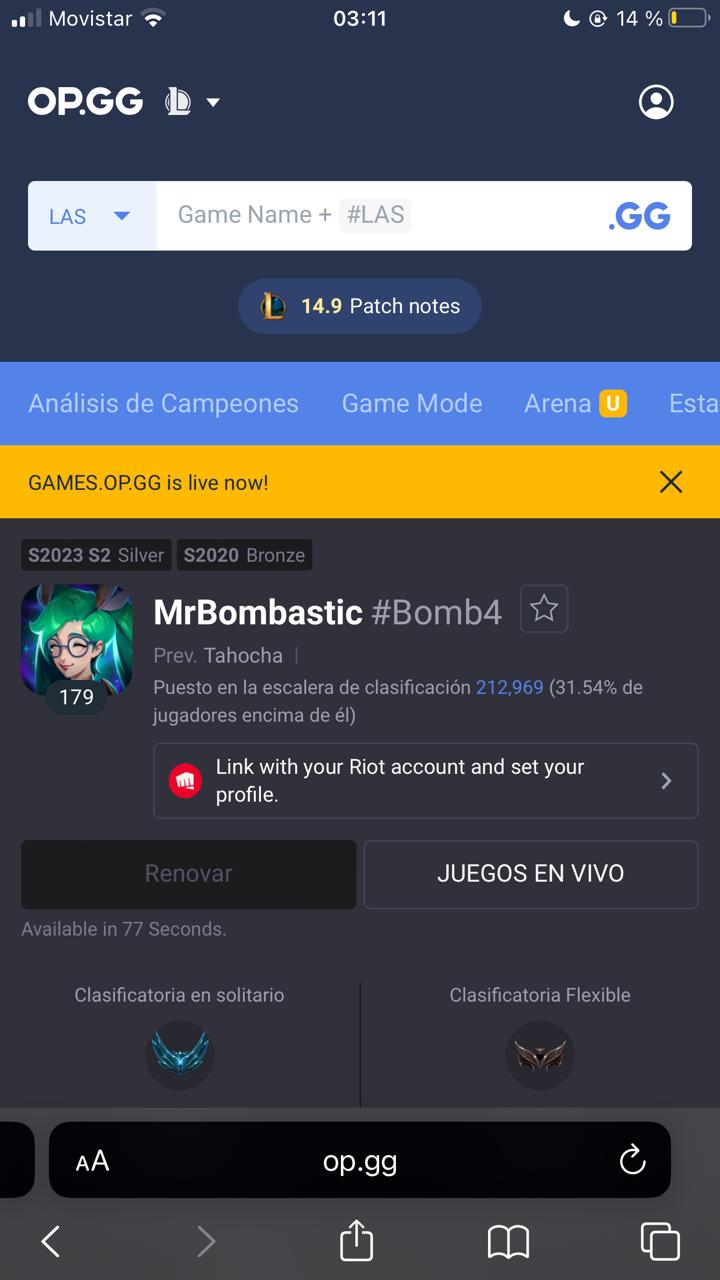 Movistar 03:11 14 %
OP.GG
LAS Game Name + #LAS .GG
14.9 Patch notes
Análisis de Campeones Game Mode Arena U Esta
GAMES.OP.GG is live now!
S2023 S2 Silver S2020 Bronze
MrBombastic #Bomb4
179
Prev. Tahocha |
Puesto en la escalera de clasificación 212,969 (31.54% de
jugadores encima de él)
Link with your Riot account and set your
profile.
Renovar JUEGOS EN VIVO
Available in 77 Seconds.
Clasificatoria en solitario Clasificatoria Flexible
AA op.gg